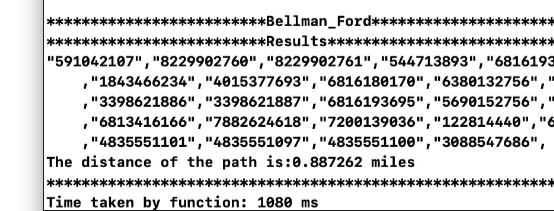 *************************Bellman_Ford*********************
*************************Results**************************
"591042107","8229902760","8229902761","544713893","6816193
,"1843466234","4015377693","6816180170","6380132756","
,"3398621886","3398621887","6816193695","5690152756","
,"6813416166","7882624618","7200139036","122814440","6
,"4835551101","4835551097","4835551100","3088547686",
The distance of the path is:0.887262 miles
**********************************************************
Time taken by function: 1080 ms